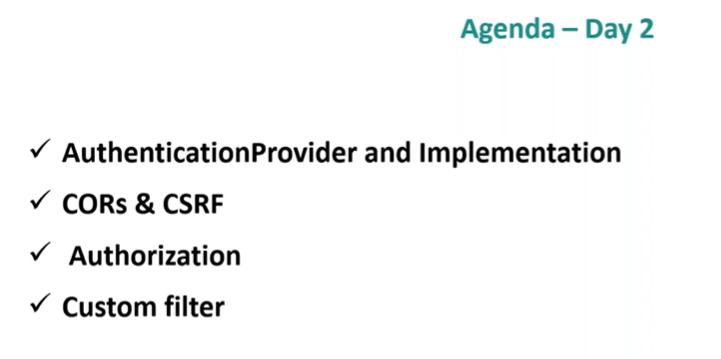 Agenda – Day 2
✓ AuthenticationProvider and Implementation
✓ CORs & CSRF
✓ Authorization
✓ Custom filter